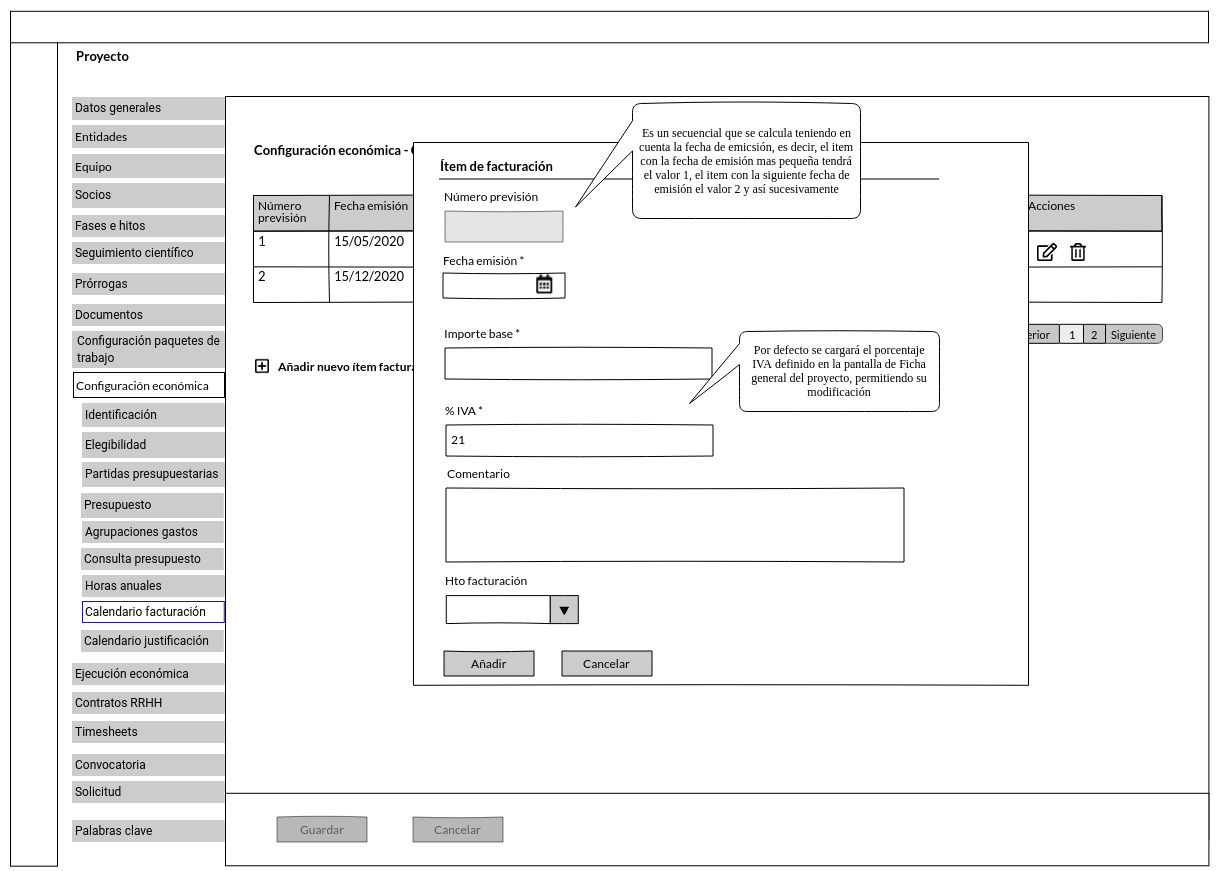 Proyecto
Datos generales
Entidades
Equipo
Socios
Fases e hitos
Seguimiento científico
Prórrogas
Documentos
Configuración paquetes de
trabajo
Configuración económica
Identificación
Elegibilidad
Partidas presupuestarias
Presupuesto
Agrupaciones gastos
Consulta presupuesto
Horas anuales
Calendario facturación
Calendario justificación
Ejecución económica
Contratos RRHH
Timesheets
Convocatoria
Solicitud
Palabras clave
Configuración económica -
Número
previsión
Fecha emisión
Acciones
1
15/05/2020
2
15/12/2020
erior
1
2
Siguiente
Añadir nuevo ítem factura
Ítem de facturación
Número previsión
Es un secuencial que se calcula teniendo en
cuenta la fecha de emicsión, es decir, el item
con la fecha de emisión mas pequeña tendrá
el valor 1, el item con la siguiente fecha de
emisión el valor 2 y así sucesivamente
Fecha emisión *
Importe base *
Por defecto se cargará el porcentaje
IVA definido en la pantalla de Ficha
general del proyecto, permitiendo su
modificación
% IVA *
21
Comentario
Hto facturación
Añadir
Cancelar
Guardar
Cancelar